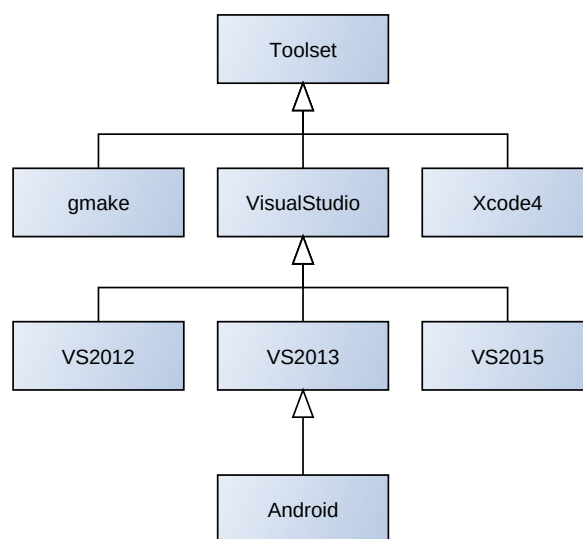 Toolset
gmake
VisualStudio
Xcode4
VS2012
VS2013
VS2015
Android